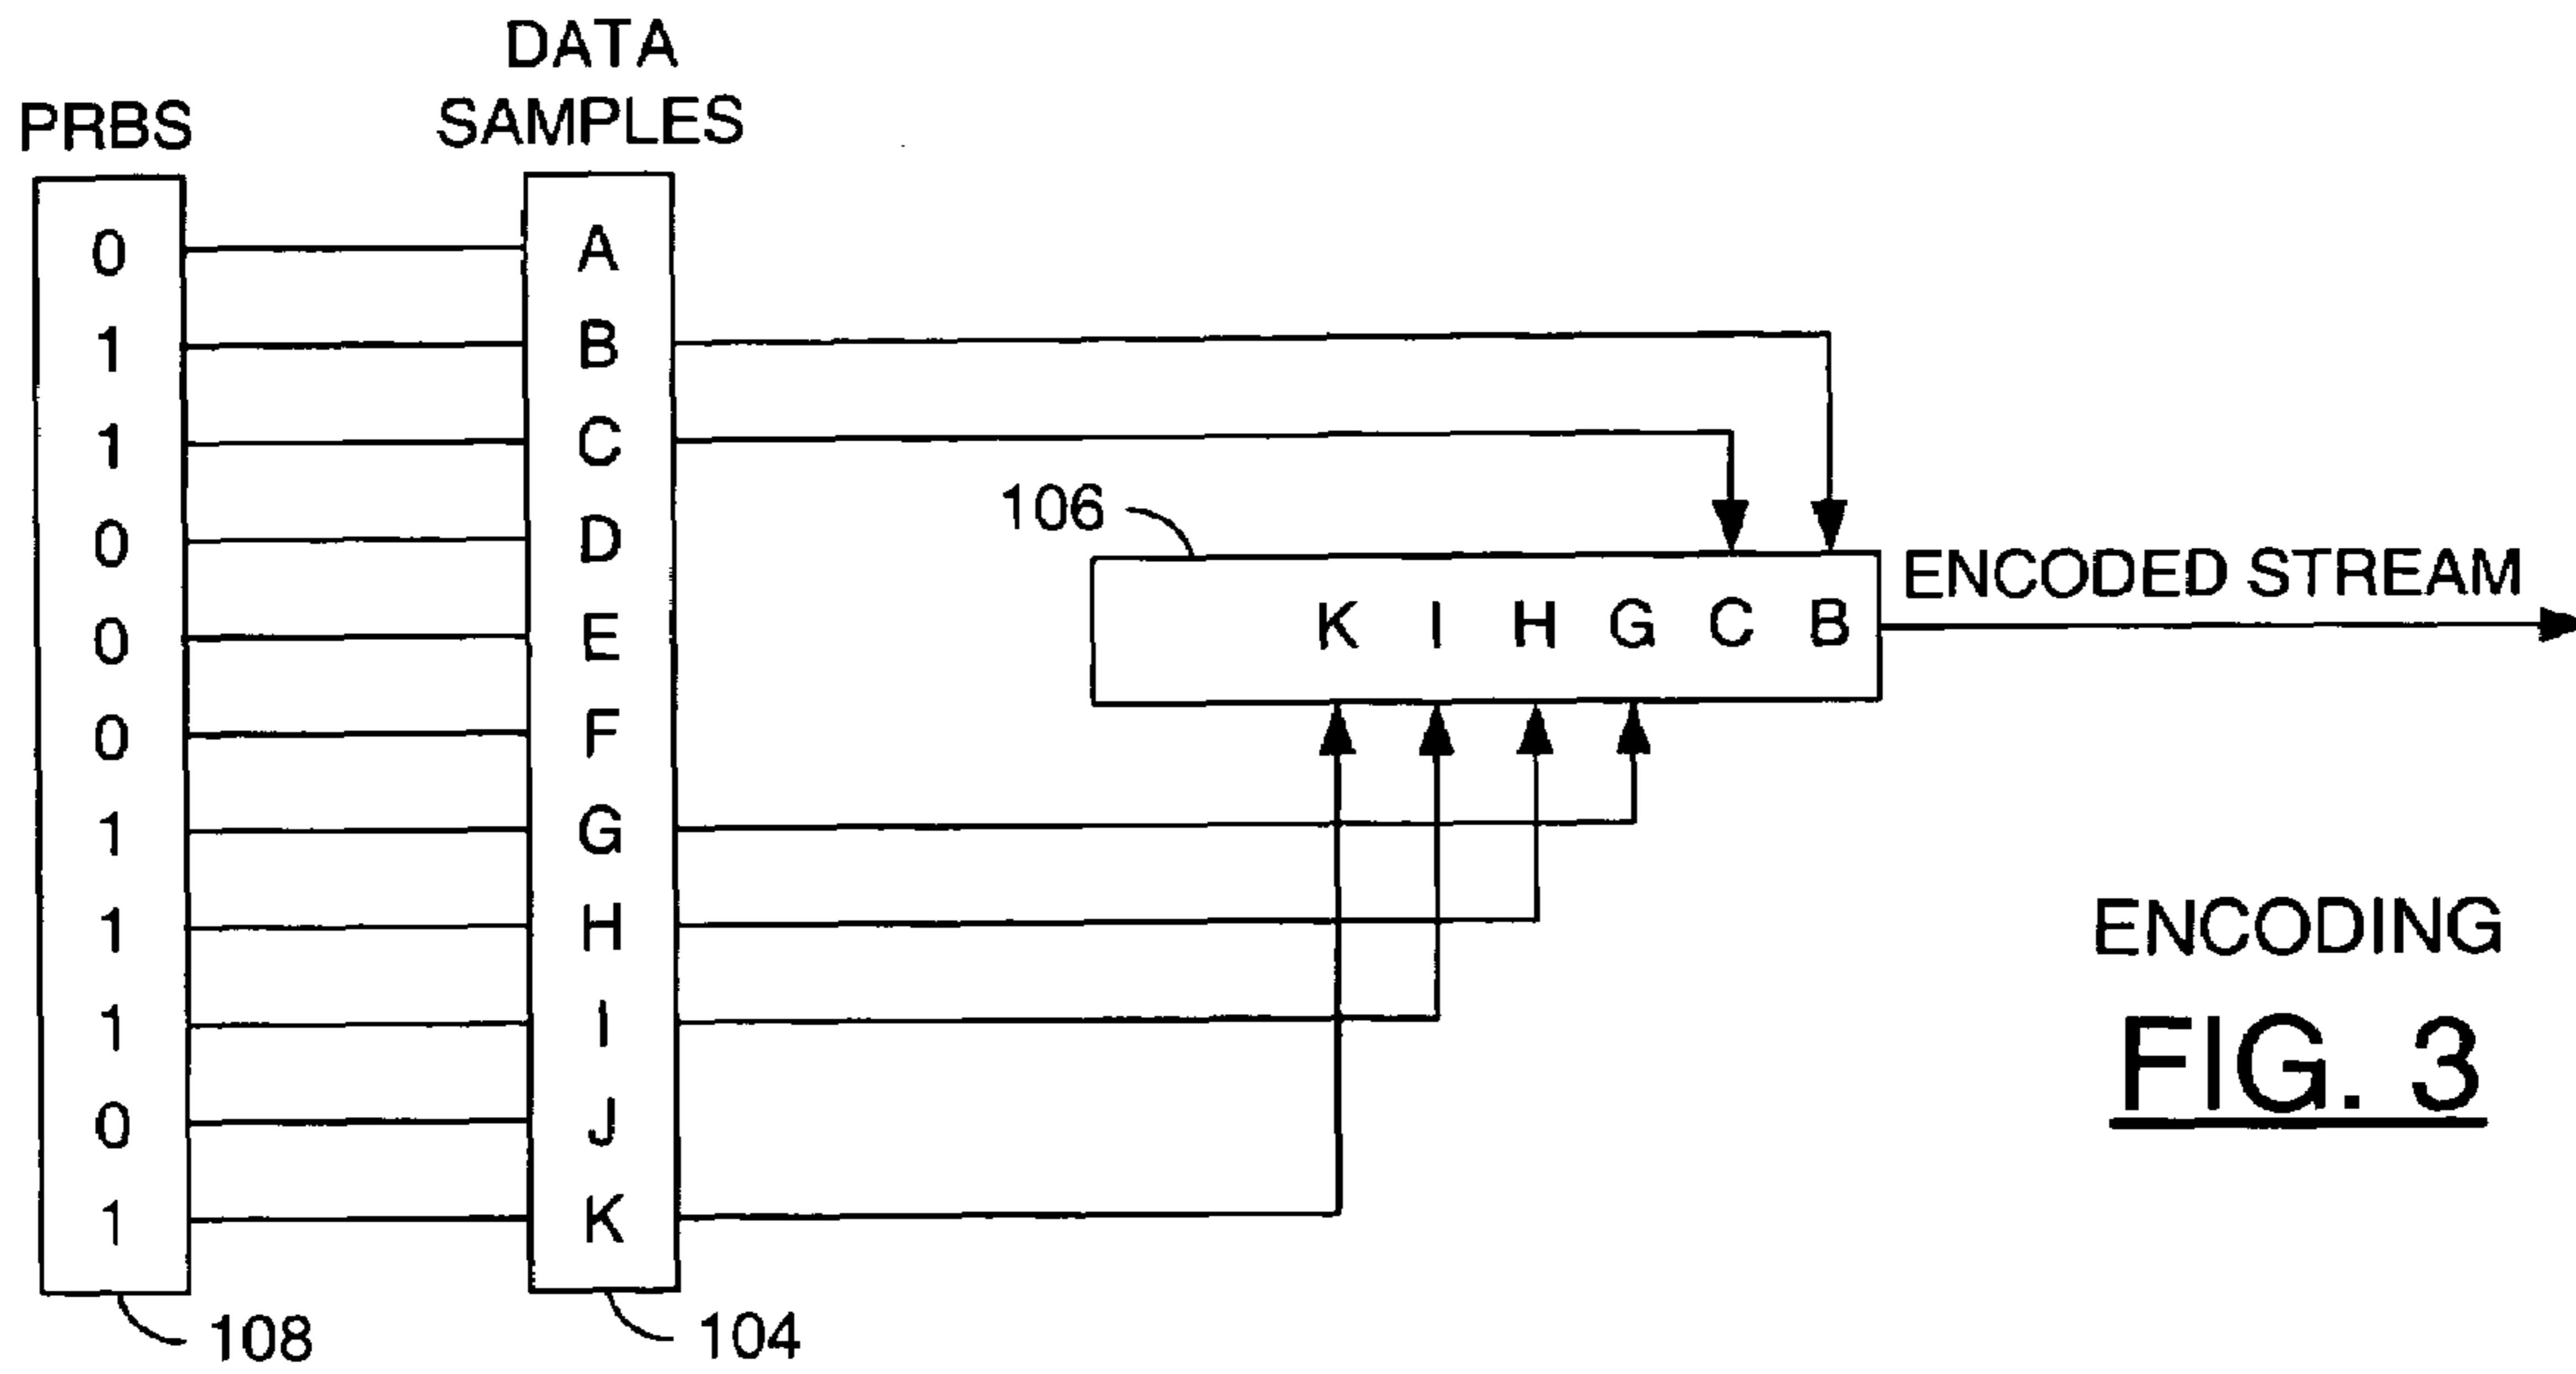 DATA
SAMPLES
PRBS
0 A
1 B
1 C
106
0 D
ENCODED STREAM
0 E
K I H G C B
0 F
1 G
1 H
ENCODING
1 I
FIG. 3
0 J
1 K
108
104